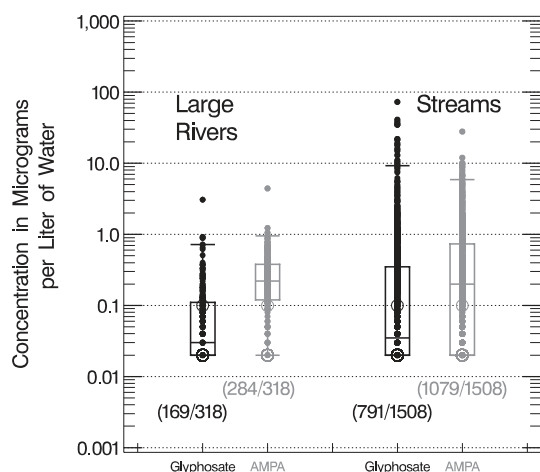 Concentration in Micrograms
per Liter of Water
1,000
100
10.0
1.0
0.1
0.01
0.001
Large
Rivers
Streams
(284/318)
(1079/1508)
(169/318)
(791/1508)
Glyphosate AMPA Glyphosate AMPA